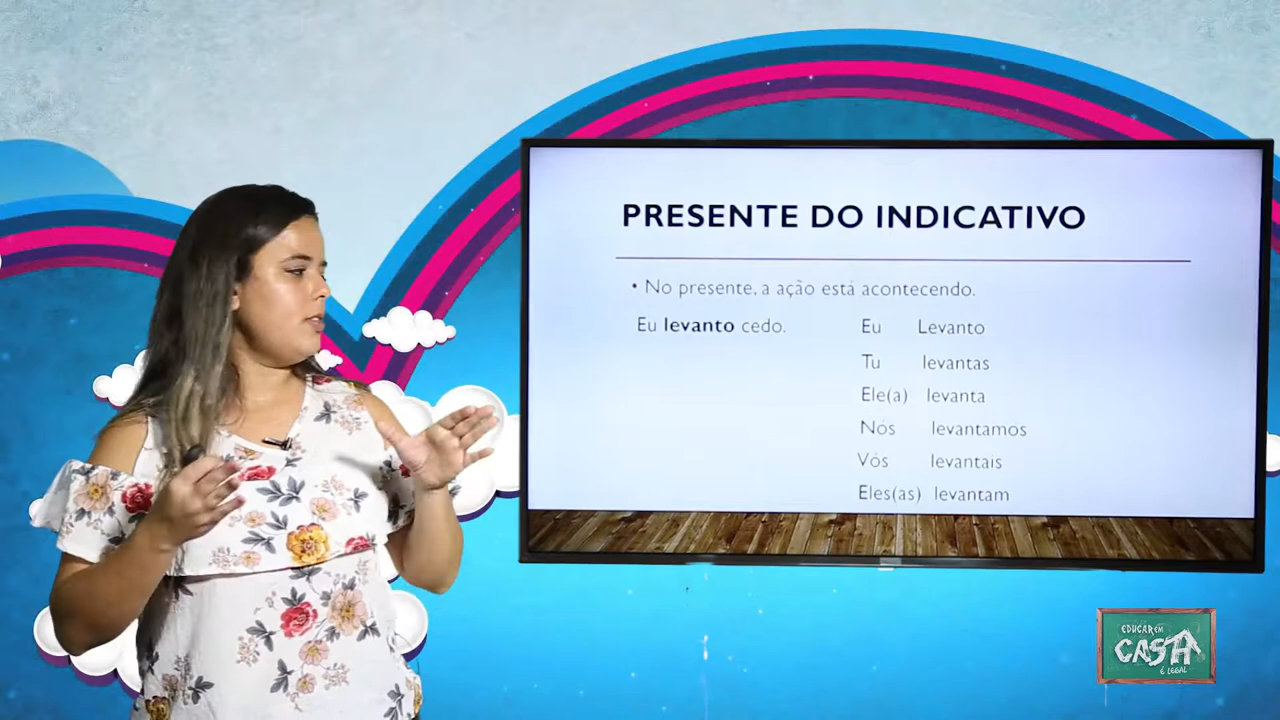 PRESENTE DO INDICATIVO
• No presente, a ação está acontecendo.
Eu levanto cedo.
Eu Levanto
Tu levantas
Ele(a) levanta
Nós levantamos
Vós levantais
Eles(as) levantam
EDUCAR EM
CASA
É LEGAL